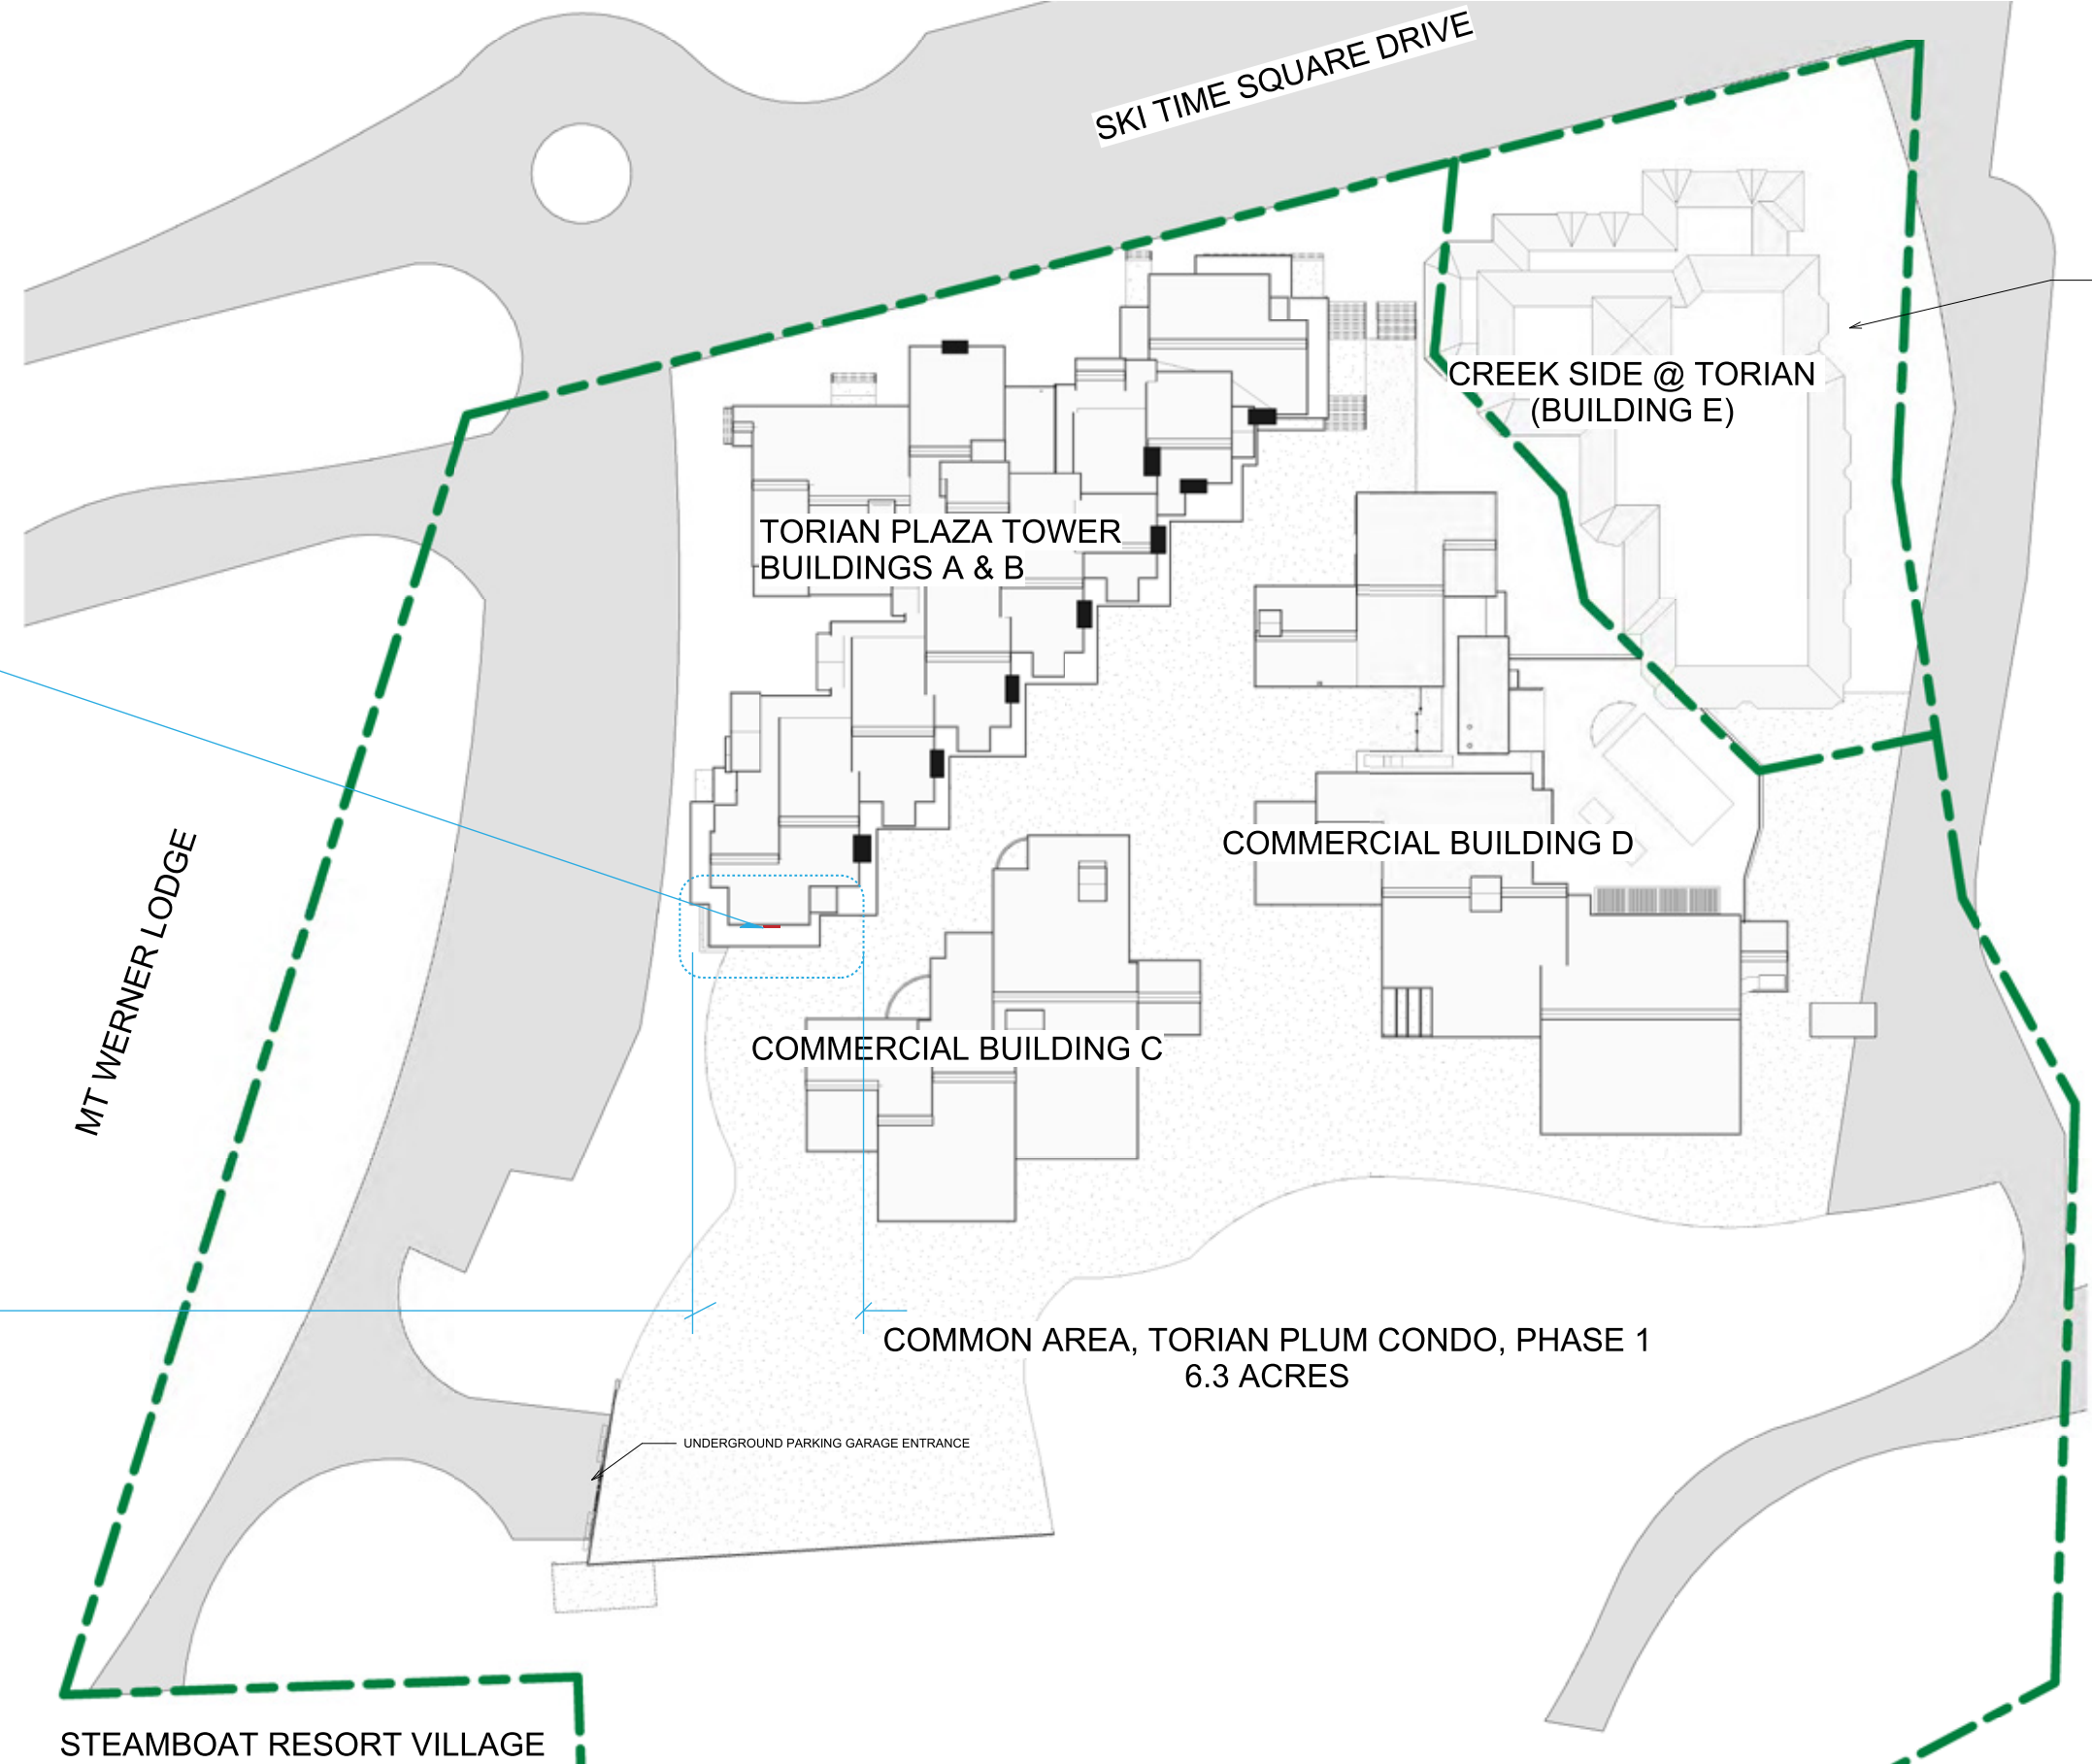 SKI TIME SQUARE DRIVE
CREEK SIDE @ TORIAN
(BUILDING E)
TORIAN PLAZA TOWER
BUILDINGS A & B
COMMERCIAL BUILDING D
MT WERNER LODGE
COMMERCIAL BUILDING C
COMMON AREA, TORIAN PLUM CONDO, PHASE 1
6.3 ACRES
UNDERGROUND PARKING GARAGE ENTRANCE
STEAMBOAT RESORT VILLAGE